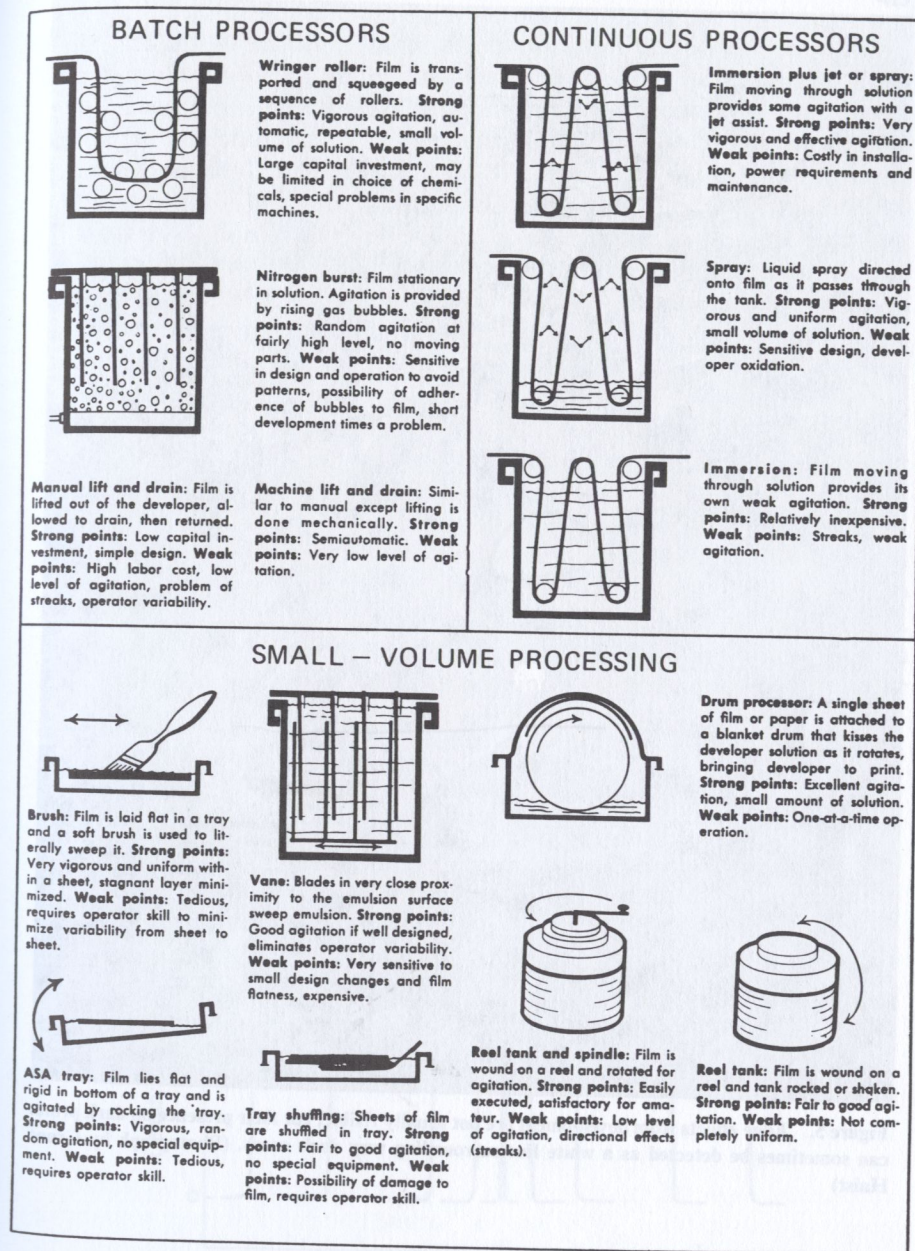 BATCH PROCESSORS
Wringer roller: Film is trans-
ported and squeegeed by a
sequence of rollers. Strong
points: Vigorous agitation, au-
tomatic, repeatable, small vol-
ume of solution. Weak points:
Large capital investment, may
be limited in choice of chemi-
cals, special problems in specific
machines.
Nitrogen burst: Film stationary
in solution. Agitation is provided
by rising gas bubbles. Strong
points: Random agitation at
fairly high level, no moving
parts. Weak points: Sensitive
in design and operation to avoid
patterns, possibility of adher-
ence of bubbles to film, short
development times a problem.
Manual lift and drain: Film is
lifted out of the developer, al-
lowed to drain, then returned.
Strong points: Low capital in-
vestment, simple design. Weak
points: High labor cost, low
level of agitation, problem of
streaks, operator variability.
Machine lift and drain: Simi-
lar to manual except lifting is
done mechanically. Strong
points: Semiautomatic. Weak
points: Very low level of agi-
tation.
CONTINUOUS PROCESSORS
Immersion plus jet or spray:
Film moving through solution
provides some agitation with a
jet assist. Strong points: Very
vigorous and effective agitation.
Weak points: Costly in installa-
tion, power requirements and
maintenance.
Spray: Liquid spray directed
onto film as it passes through
the tank. Strong points: Vig-
orous and uniform agitation,
small volume of solution. Weak
points: Sensitive design, devel-
oper oxidation.
Immersion: Film moving
through solution provides its
own weak agitation. Strong
points: Relatively inexpensive.
Weak points: Streaks, weak
agitation.
SMALL – VOLUME PROCESSING
Brush: Film is laid flat in a tray
and a soft brush is used to lit-
erally sweep it. Strong points:
Very vigorous and uniform with-
in a sheet, stagnant layer mini-
mized. Weak points: Tedious,
requires operator skill to mini-
mize variability from sheet to
sheet.
ASA tray: Film lies flat and
rigid in bottom of a tray and is
agitated by rocking the tray.
Strong points: Vigorous, ran-
dom agitation, no special equip-
ment. Weak points: Tedious,
requires operator skill.
Vane: Blades in very close prox-
imity to the emulsion surface
sweep emulsion. Strong points:
Good agitation if well designed,
eliminates operator variability.
Weak points: Very sensitive to
small design changes and film
flatness, expensive.
Tray shuffing: Sheets of film
are shuffled in tray. Strong
points: Fair to good agitation,
no special equipment. Weak
points: Possibility of damage to
film, requires operator skill.
Drum processor: A single sheet
of film or paper is attached to
a blanket drum that kisses the
developer solution as it rotates,
bringing developer to print.
Strong points: Excellent agita-
tion, small amount of solution.
Weak points: One-at-a-time op-
eration.
Reel tank and spindle: Film is
wound on a reel and rotated for
agitation. Strong points: Easily
executed, satisfactory for ama-
teur. Weak points: Low level
of agitation, directional effects
(streaks).
Reel tank: Film is wound on a
reel and tank rocked or shaken.
Strong points: Fair to good agi-
tation. Weak points: Not com-
pletely uniform.